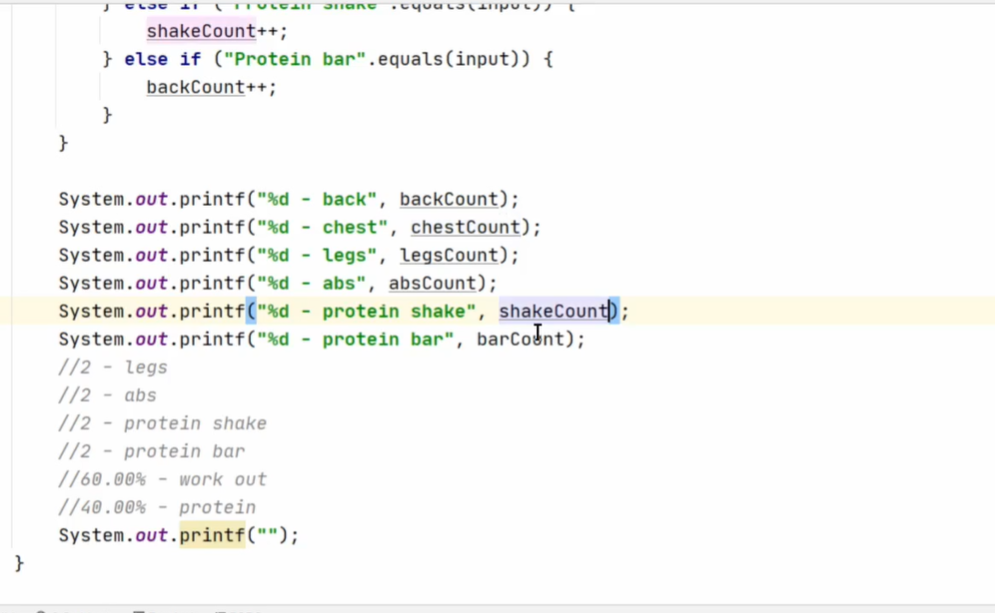 } else if ("Protein shake".equals(input)) {
shakeCount++;
} else if ("Protein bar".equals(input)) {
backCount++;
}
}
System.out.printf("%d - back", backCount);
System.out.printf("%d - chest", chestCount);
System.out.printf("%d - legs", legsCount);
System.out.printf("%d - abs", absCount);
System.out.printf("%d - protein shake", shakeCount);
System.out.printf("%d - protein bar", barCount);
//2 - legs
//2 - abs
//2 - protein shake
//2 - protein bar
//60.00% - work out
//40.00% - protein
System.out.printf("");
}